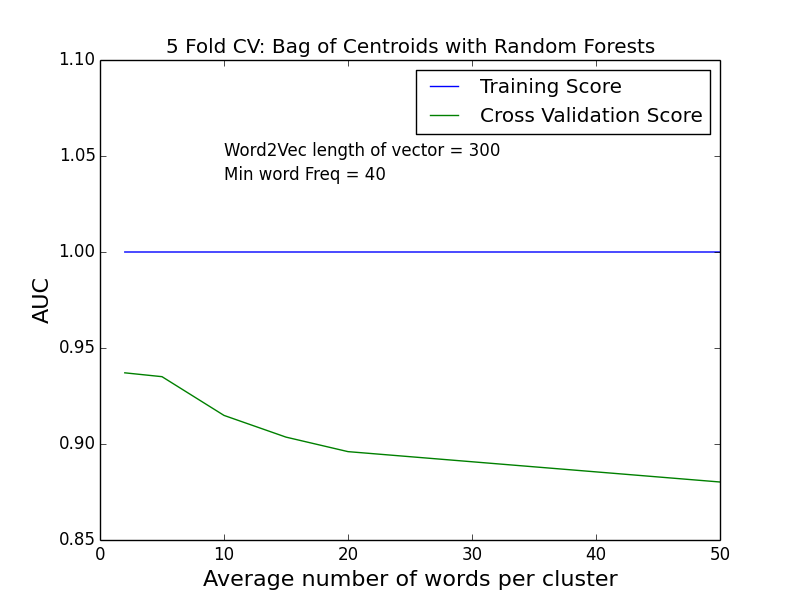 5 Fold CV: Bag of Centroids with Random Forests
1.10
Training Score
Cross Validation Score
1.05
Word2Vec length of vector = 300
Min word Freq = 40
1.00
AUC
0.95
0.90
0.85
0 10 20 30 40 50
Average number of words per cluster